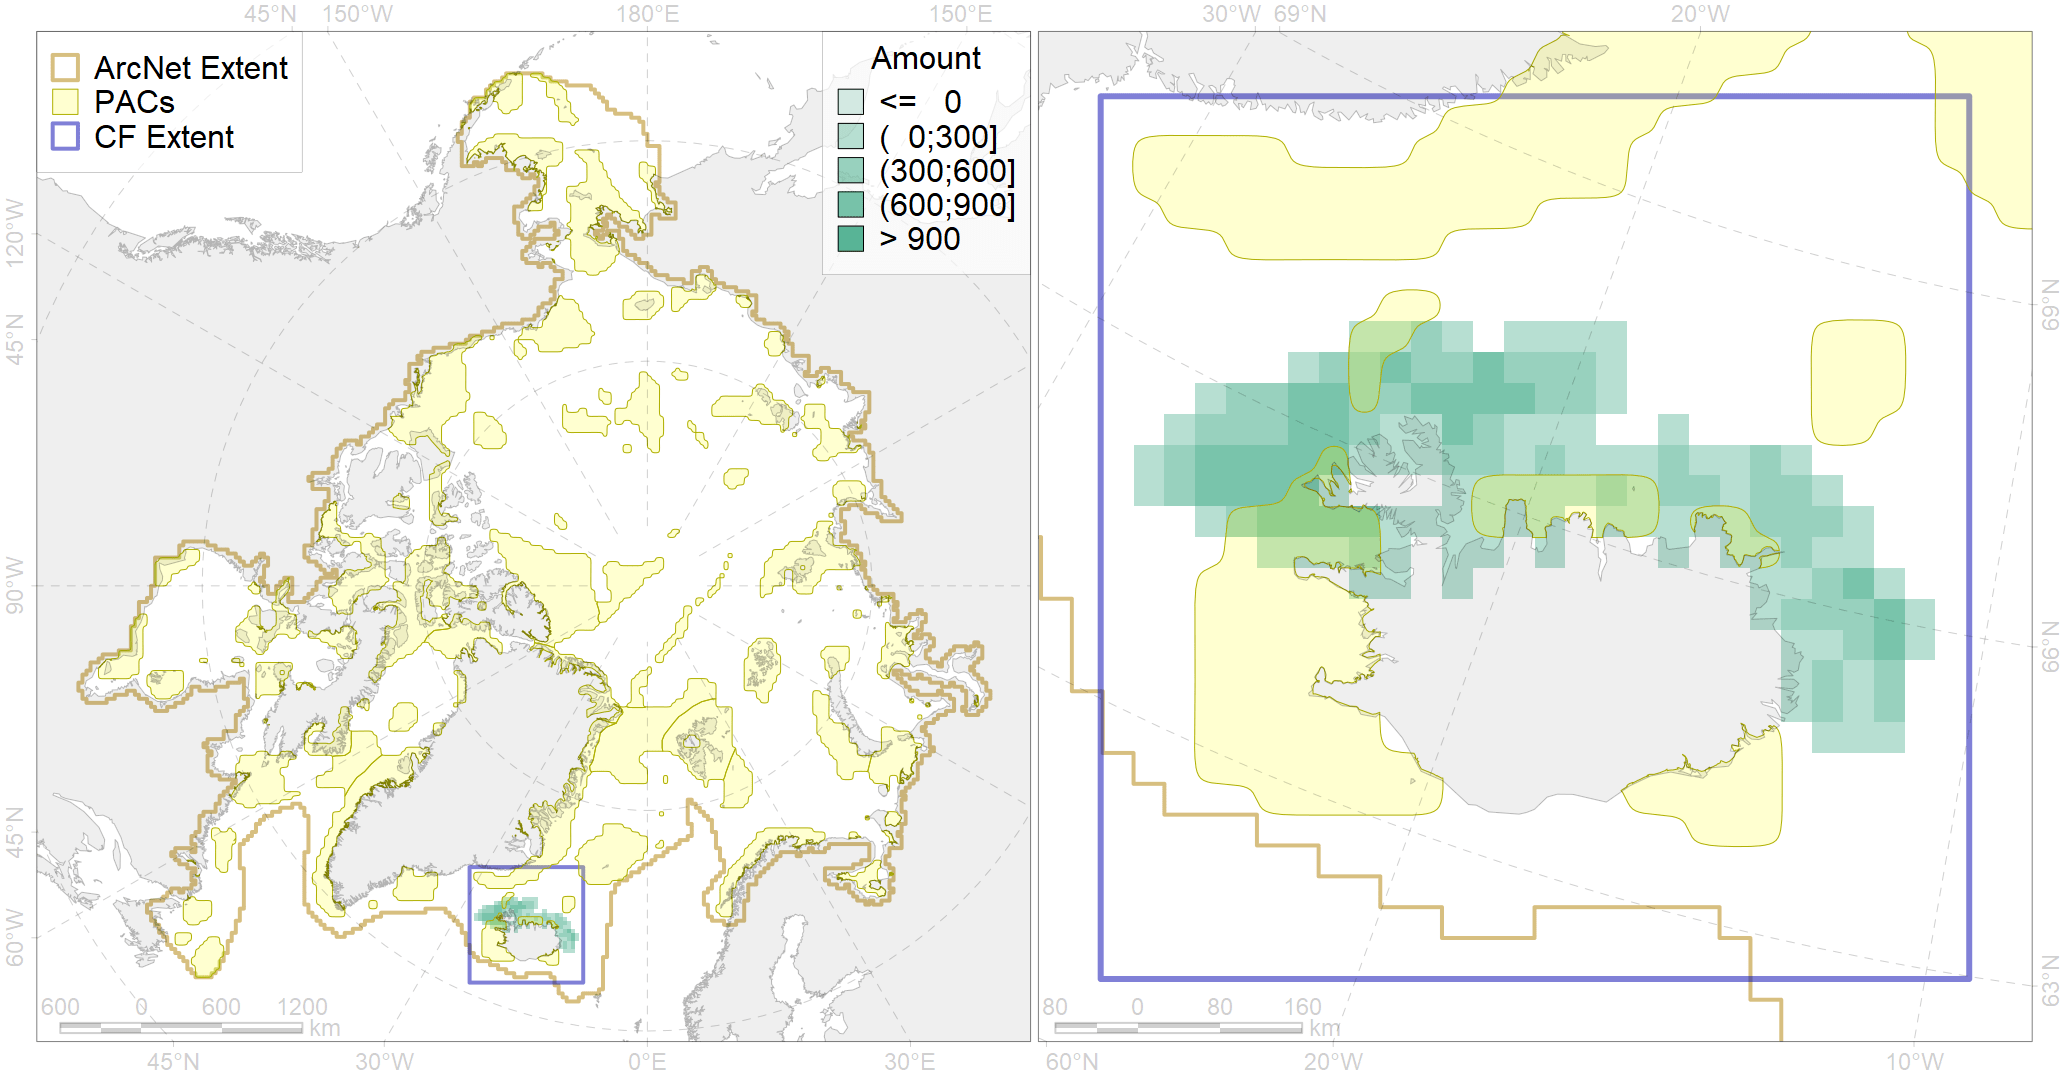 45°N 150°W 180°E 150°E 30°W 69°N 20°W
ArcNet Extent
PACs
CF Extent
Amount
<= 0
( 0;300]
(300;600]
(600;900]
> 900
120°W
45°N
90°W
45°N
60°W
69°N
66°N
63°N
600 0 600 1200
km
80 0 80 160
km
45°N 30°W 0°E 30°E 60°N 20°W 10°W